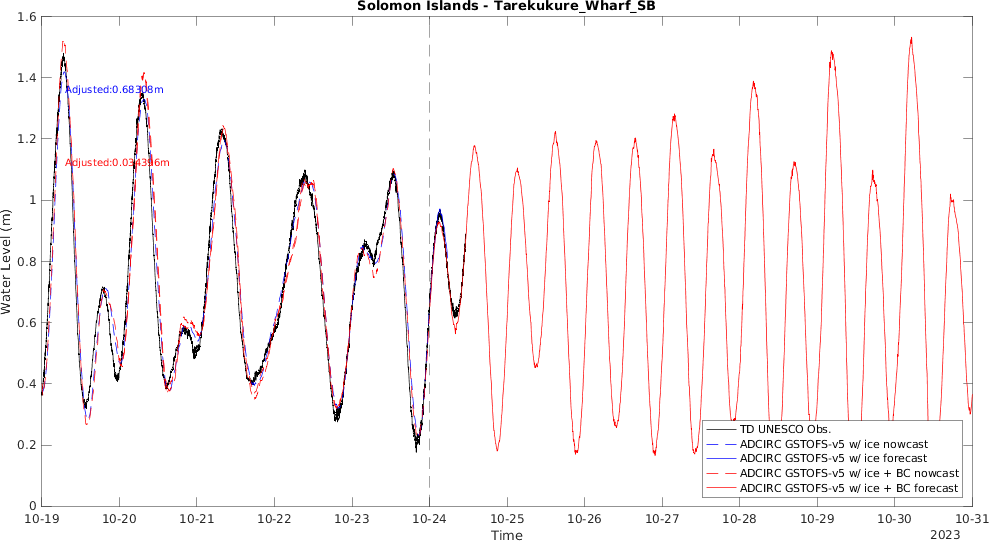 Solomon Islands - Tarekukure_Wharf_SB
1.6
1.4
Adjusted:0.68308m
1.2
Adjusted:0.034396m
1
Water Level (m)
0.8
0.6
0.4
0.2
0
TD UNESCO Obs.
ADCIRC GSTOFS-v5 w/ ice nowcast
ADCIRC GSTOFS-v5 w/ ice forecast
ADCIRC GSTOFS-v5 w/ ice + BC nowcast
ADCIRC GSTOFS-v5 w/ ice + BC forecast
10-19 10-20 10-21 10-22 10-23 10-24 10-25 10-26 10-27 10-28 10-29 10-30 10-31
Time
2023